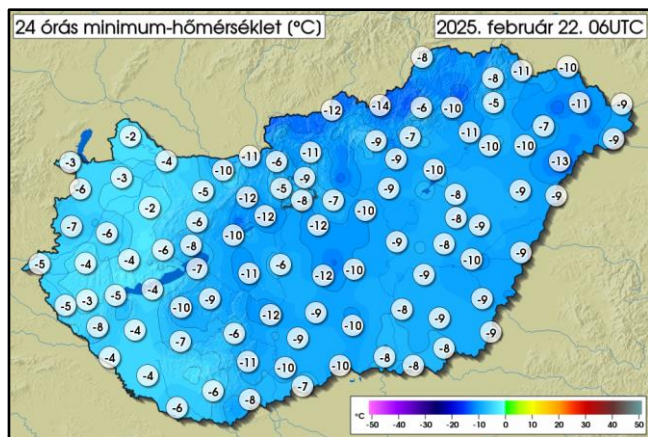 24 órás minimum-hőmérséklet (°C) 2025. február 22. 06UTC
-8
-8 -11 -10
-12 -14 -6 -10 -5 -11 -9
-2 -9 -7 -11 -10 -10 -7 -9
-3 -4 -10 -11 -6 -11 -9 -10 -13
-6 -3 -5 -12 -5 -9 -9 -9 -9
-2 -12 -8 -7 -10 -8
-7 -6 -6 -10 -12 -8 -9
-5 -4 -4 -6 -8 -9 -8 -10 -9
-7 -11 -6 -12 -10 -9
-5 -3 -5 -4 -10 -9 -9
-8 -4 -12 -9 -10 -8 -9 -9
-7 -6 -9
-4 -11 -10 -10 -8 -8 -8
-4 -6 -7
-6 -8
°C -50 -40 -30 -20 -10 0 10 20 30 40 50